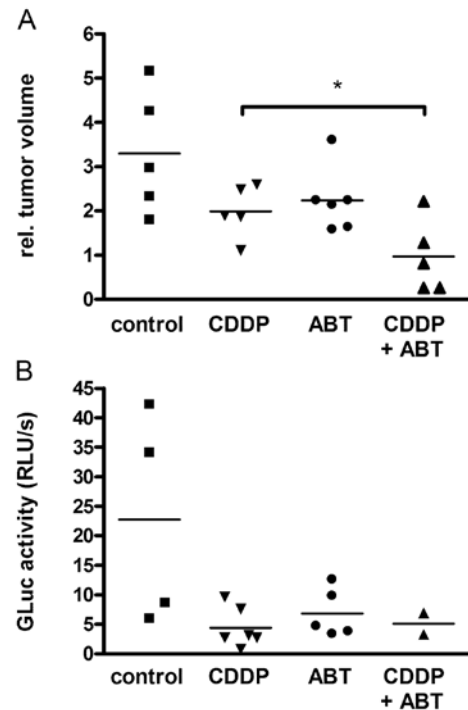 A
rel. tumor volume
6
5
4
3
2
1
0
*
control CDDP ABT CDDP
+ ABT
B
GLuc activity (RLU/s)
45
40
35
30
25
20
15
10
5
0
control CDDP ABT CDDP
+ ABT